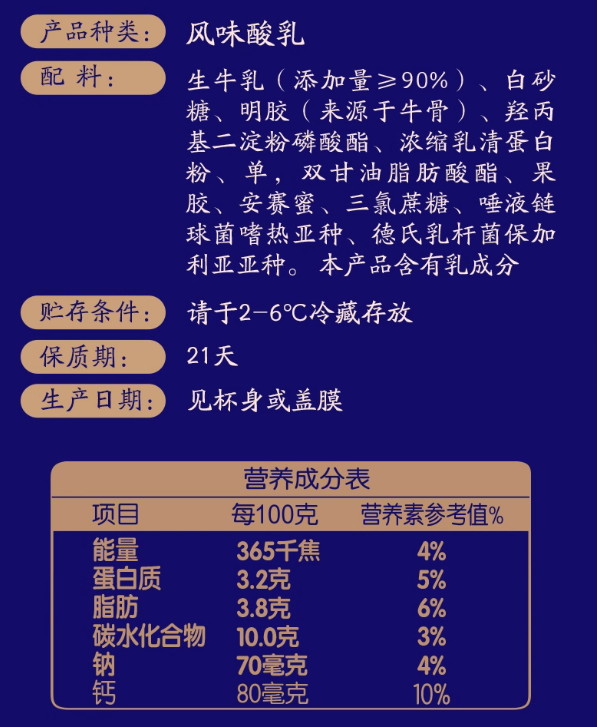 产品种类: 风味酸乳
配 料: 生牛乳（添加量≥90%）、白砂
糖、明胶（来源于牛骨）、羟丙
基二淀粉磷酸酯、浓缩乳清蛋白
粉、单，双甘油脂肪酸酯、果
胶、安赛蜜、三氯蔗糖、唾液链
球菌嗜热亚种、德氏乳杆菌保加
利亚亚种。本产品含有乳成分
贮存条件: 请于2-6℃冷藏存放
保质期: 21天
生产日期: 见杯身或盖膜
营养成分表
项目 每100克 营养素参考值%
能量 365千焦 4%
蛋白质 3.2克 5%
脂肪 3.8克 6%
碳水化合物 10.0克 3%
钠 70毫克 4%
钙 80毫克 10%